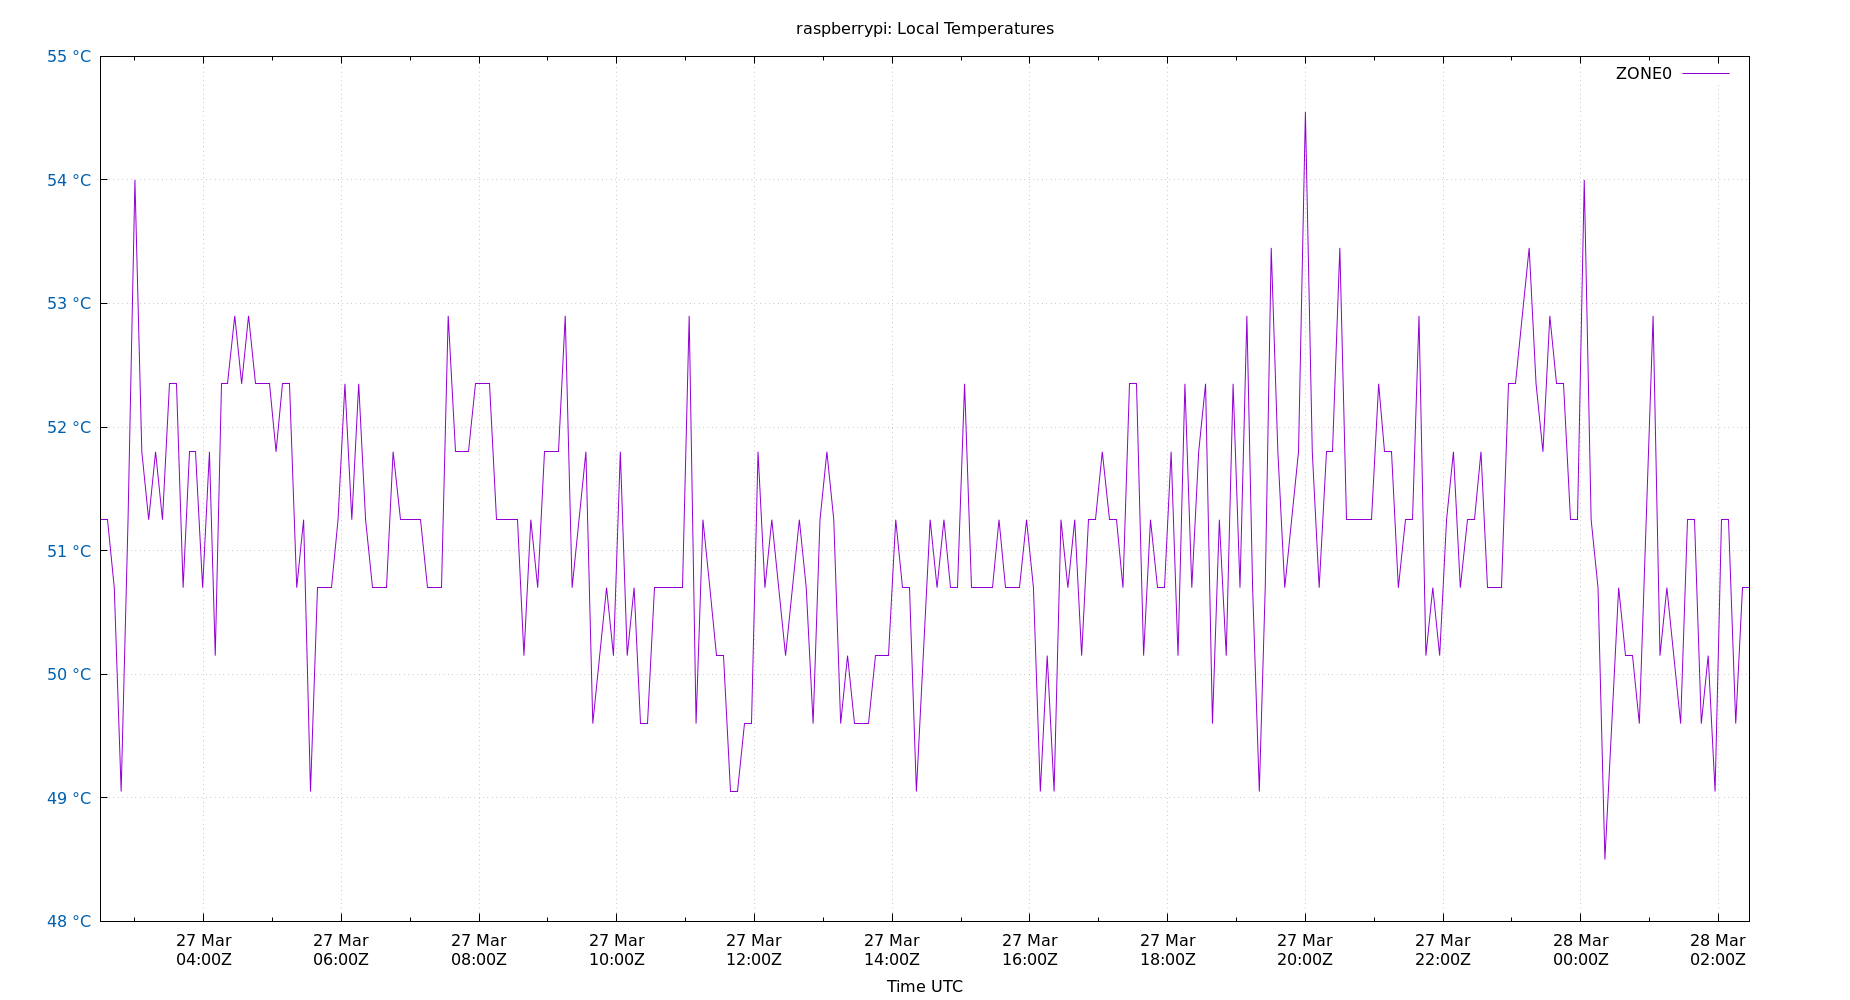 raspberrypi: Local Temperatures
55 °C
ZONE0
54 °C
53 °C
52 °C
51 °C
50 °C
49 °C
48 °C
27 Mar 27 Mar 27 Mar 27 Mar 27 Mar 27 Mar 27 Mar 27 Mar 27 Mar 27 Mar 28 Mar 28 Mar
04:00Z 06:00Z 08:00Z 10:00Z 12:00Z 14:00Z 16:00Z 18:00Z 20:00Z 22:00Z 00:00Z 02:00Z
Time UTC